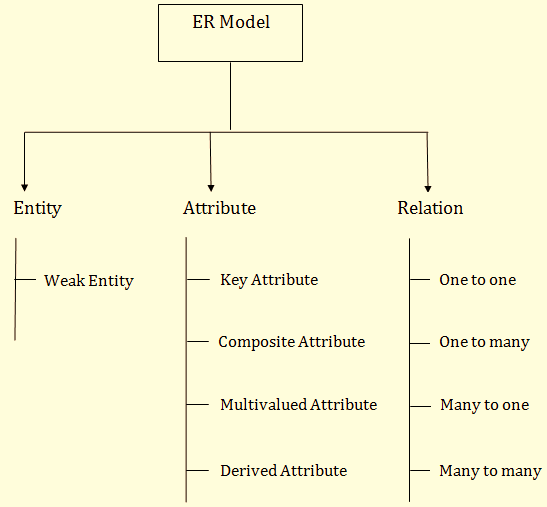 ER Model
Entity
Attribute
Relation
Weak Entity
Key Attribute
One to one
Composite Attribute
One to many
Multivalued Attribute
Many to one
Derived Attribute
Many to many